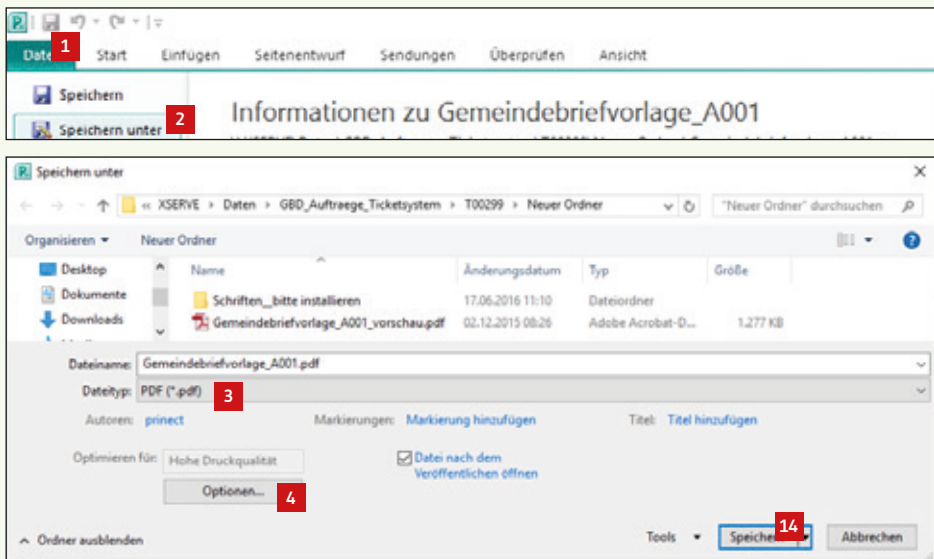 Date 1 Start Einfügen Seitenentwurf Sendungen Überprüfen Ansicht
Speichern
Speichern unter 2
Informationen zu Gemeindebriefvorlage_A001
Speichern unter
« XSERVE › Daten › GBD_Auftraege_Ticketsystem › T00299 › Neuer Ordner
"Neuer Ordner" durchsuchen
Organisieren Neuer Ordner
Desktop
Dokumente
Downloads
Name Änderungsdatum Typ Größe
Schriften__bitte installieren 17.06.2016 11:10 Dateiordner
Gemeindebriefvorlage_A001_vorschau.pdf 02.12.2015 08:26 Adobe Acrobat-D... 1.277 KB
Dateiname: Gemeindebriefvorlage_A001.pdf
Dateityp: PDF (*.pdf) 3
Autoren: prinect Markierungen: Markierung hinzufügen Titel: Titel hinzufügen
Optimieren für: Hohe Druckqualität
Optionen... 4
Datei nach dem
Veröffentlichen öffnen
Ordner ausblenden
Tools Speiche 14 Abbrechen